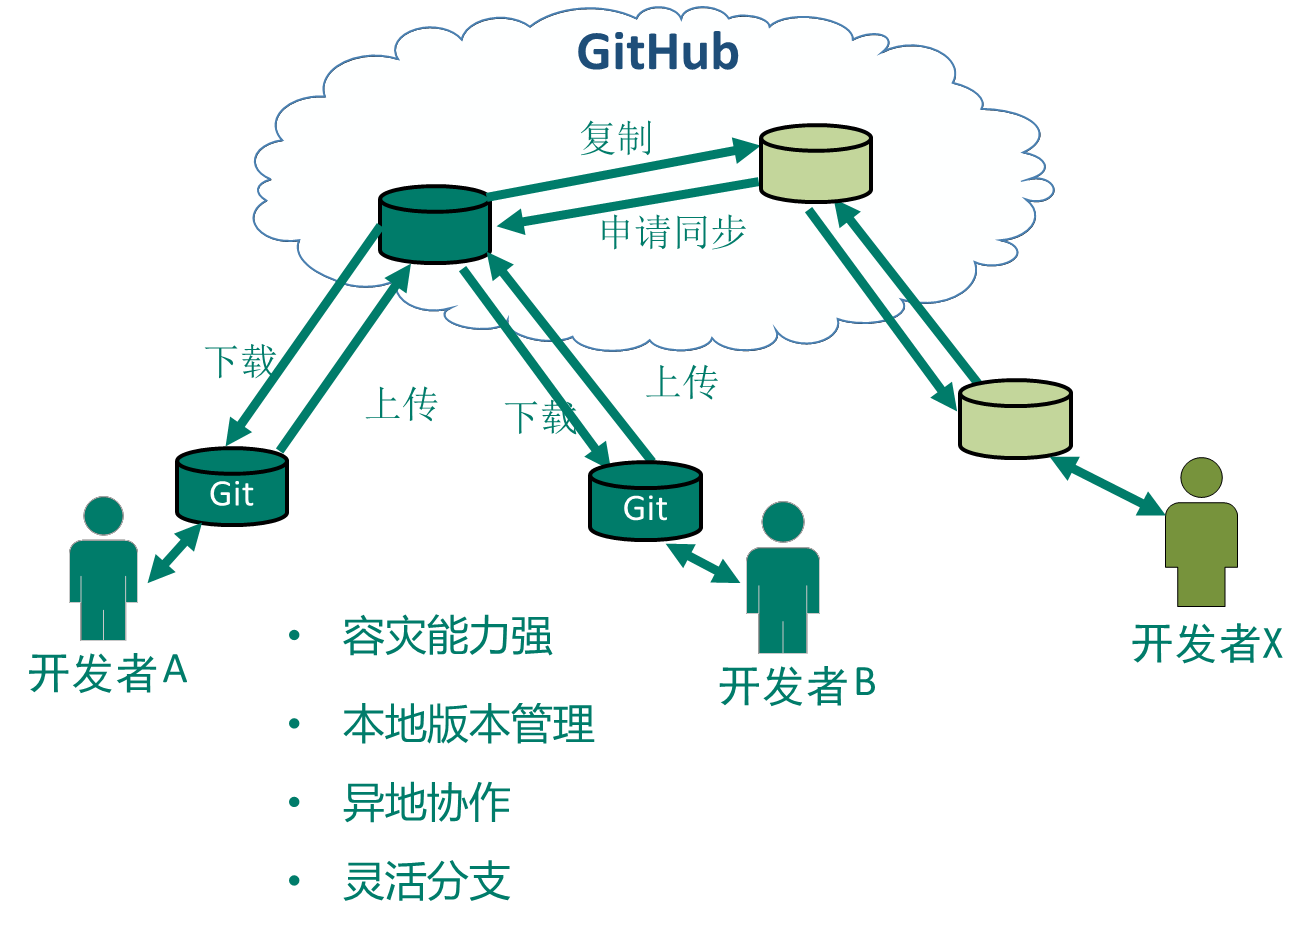 GitHub
复制
申请同步
下载
上传
下载
上传
Git
Git
开发者A
开发者B
开发者X
• 容灾能力强
• 本地版本管理
• 异地协作
• 灵活分支